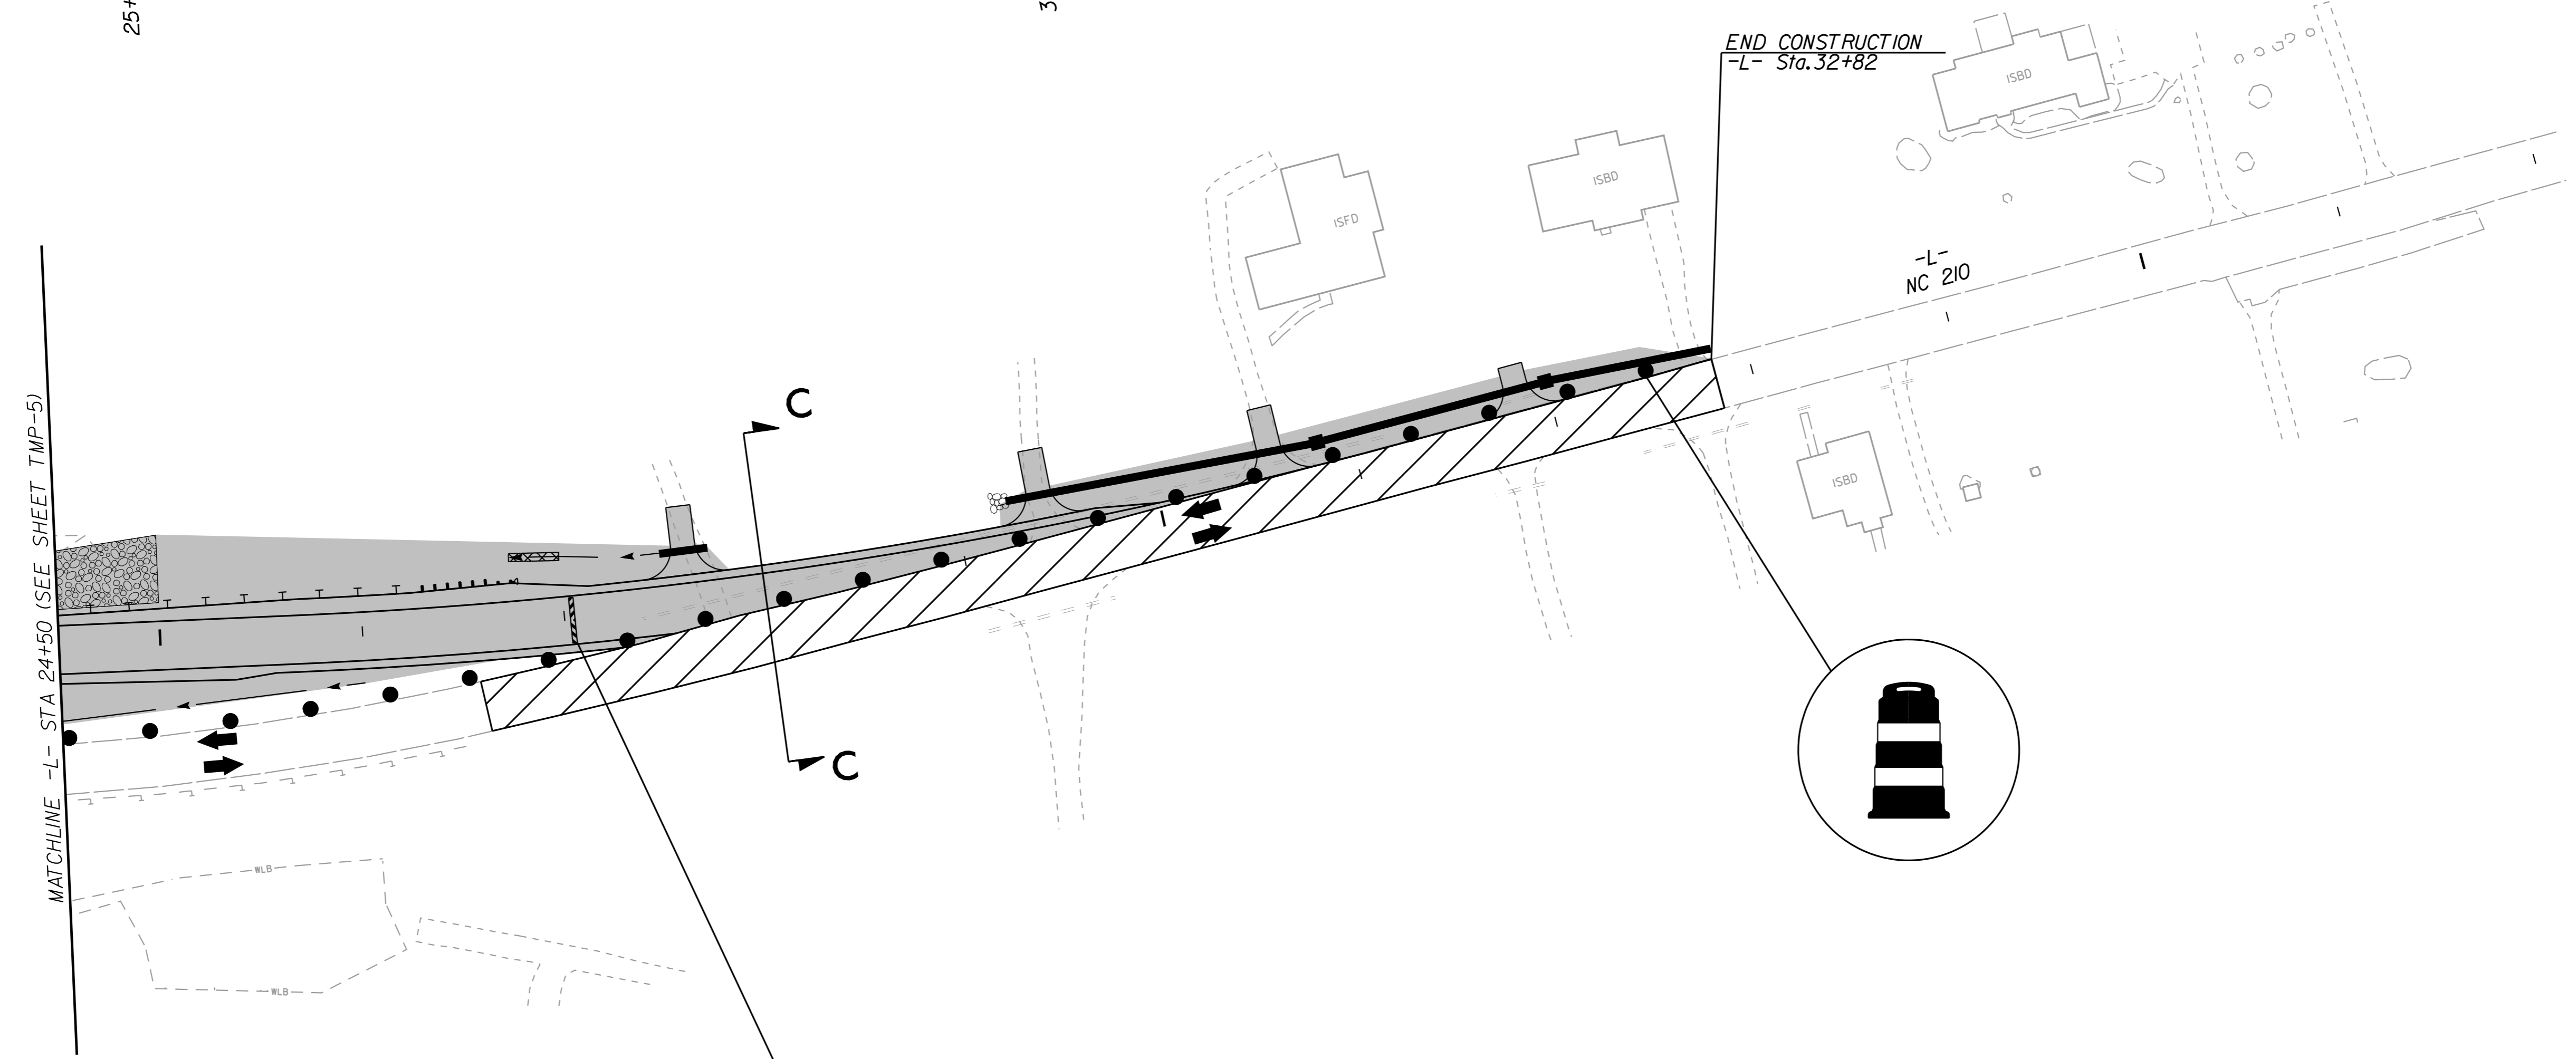 25+
3
END CONSTRUCTION
-L- Sta.32+82
ISBD
ISBD
ISFD
-L-
NC 210
MATCHLINE -L- STA 24+50 (SEE SHEET TMP-5)
C
ISBD
C
WLB
WLB